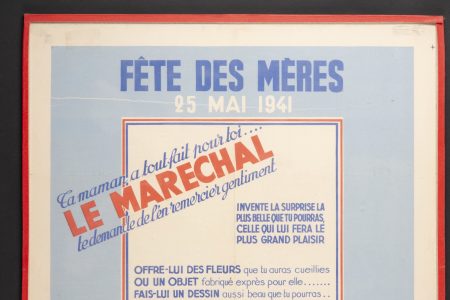 FÊTE DES MÈRES
25 MAI 1941
Ta maman a tout fait pour toi....
LE MARECHAL
te demande de l'en remercier gentiment
INVENTE LA SURPRISE LA
PLUS BELLE QUE TU POURRAS,
CELLE QUI LUI FERA LE
PLUS GRAND PLAISIR
OFFRE-LUI DES FLEURS que tu auras cueillies
OU UN OBJET fabriqué exprès pour elle.......
FAIS-LUI UN DESSIN aussi beau que tu pourras..